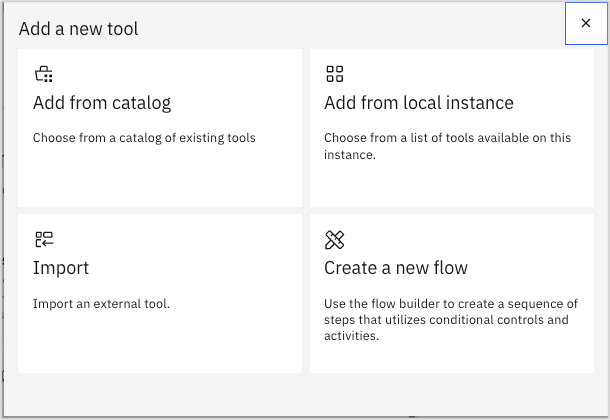 Add a new tool
Add from catalog
Choose from a catalog of existing tools
Add from local instance
Choose from a list of tools available on this
instance.
Import
Import an external tool.
Create a new flow
Use the flow builder to create a sequence of
steps that utilizes conditional controls and
activities.